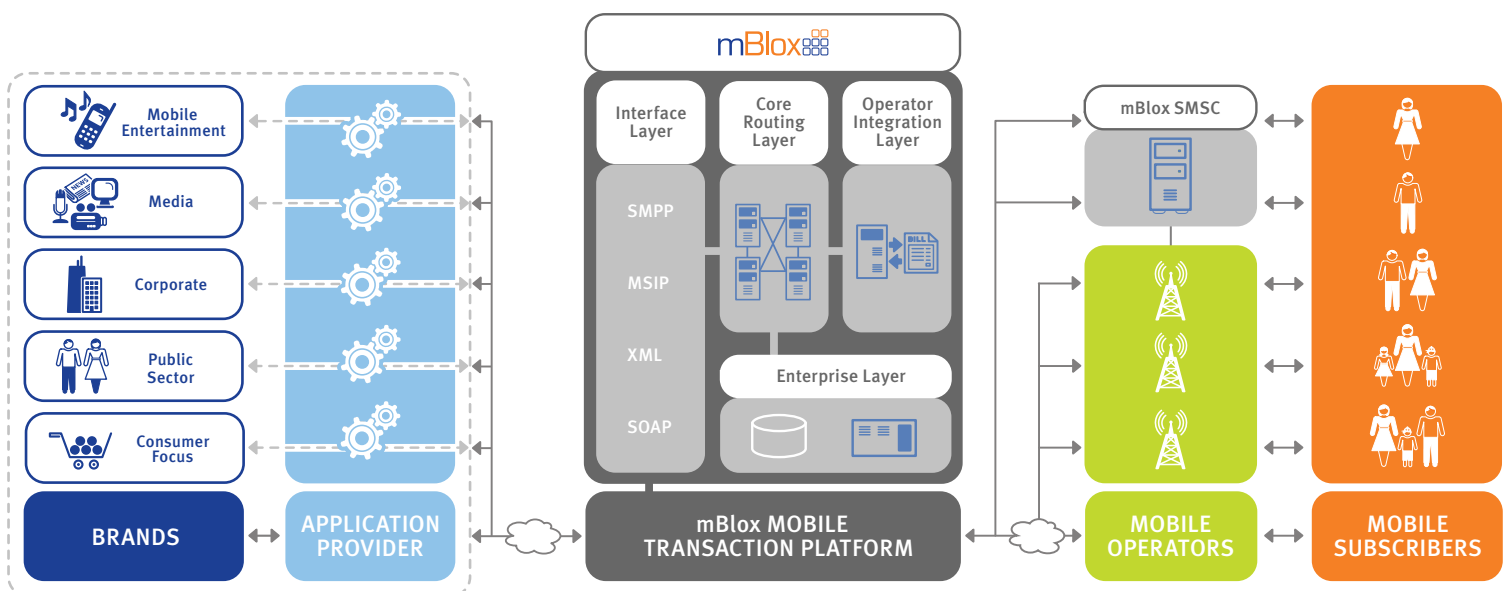 mBlox
Mobile
Entertainment
NEWS
Media
Corporate
Public
Sector
Consumer
Focus
BRANDS
APPLICATION
PROVIDER
Interface
Layer
SMPP
MSIP
XML
SOAP
Core
Routing
Layer
Operator
Integration
Layer
BILL
Enterprise Layer
mBlox MOBILE
TRANSACTION PLATFORM
mBlox SMSC
MOBILE
OPERATORS
MOBILE
SUBSCRIBERS